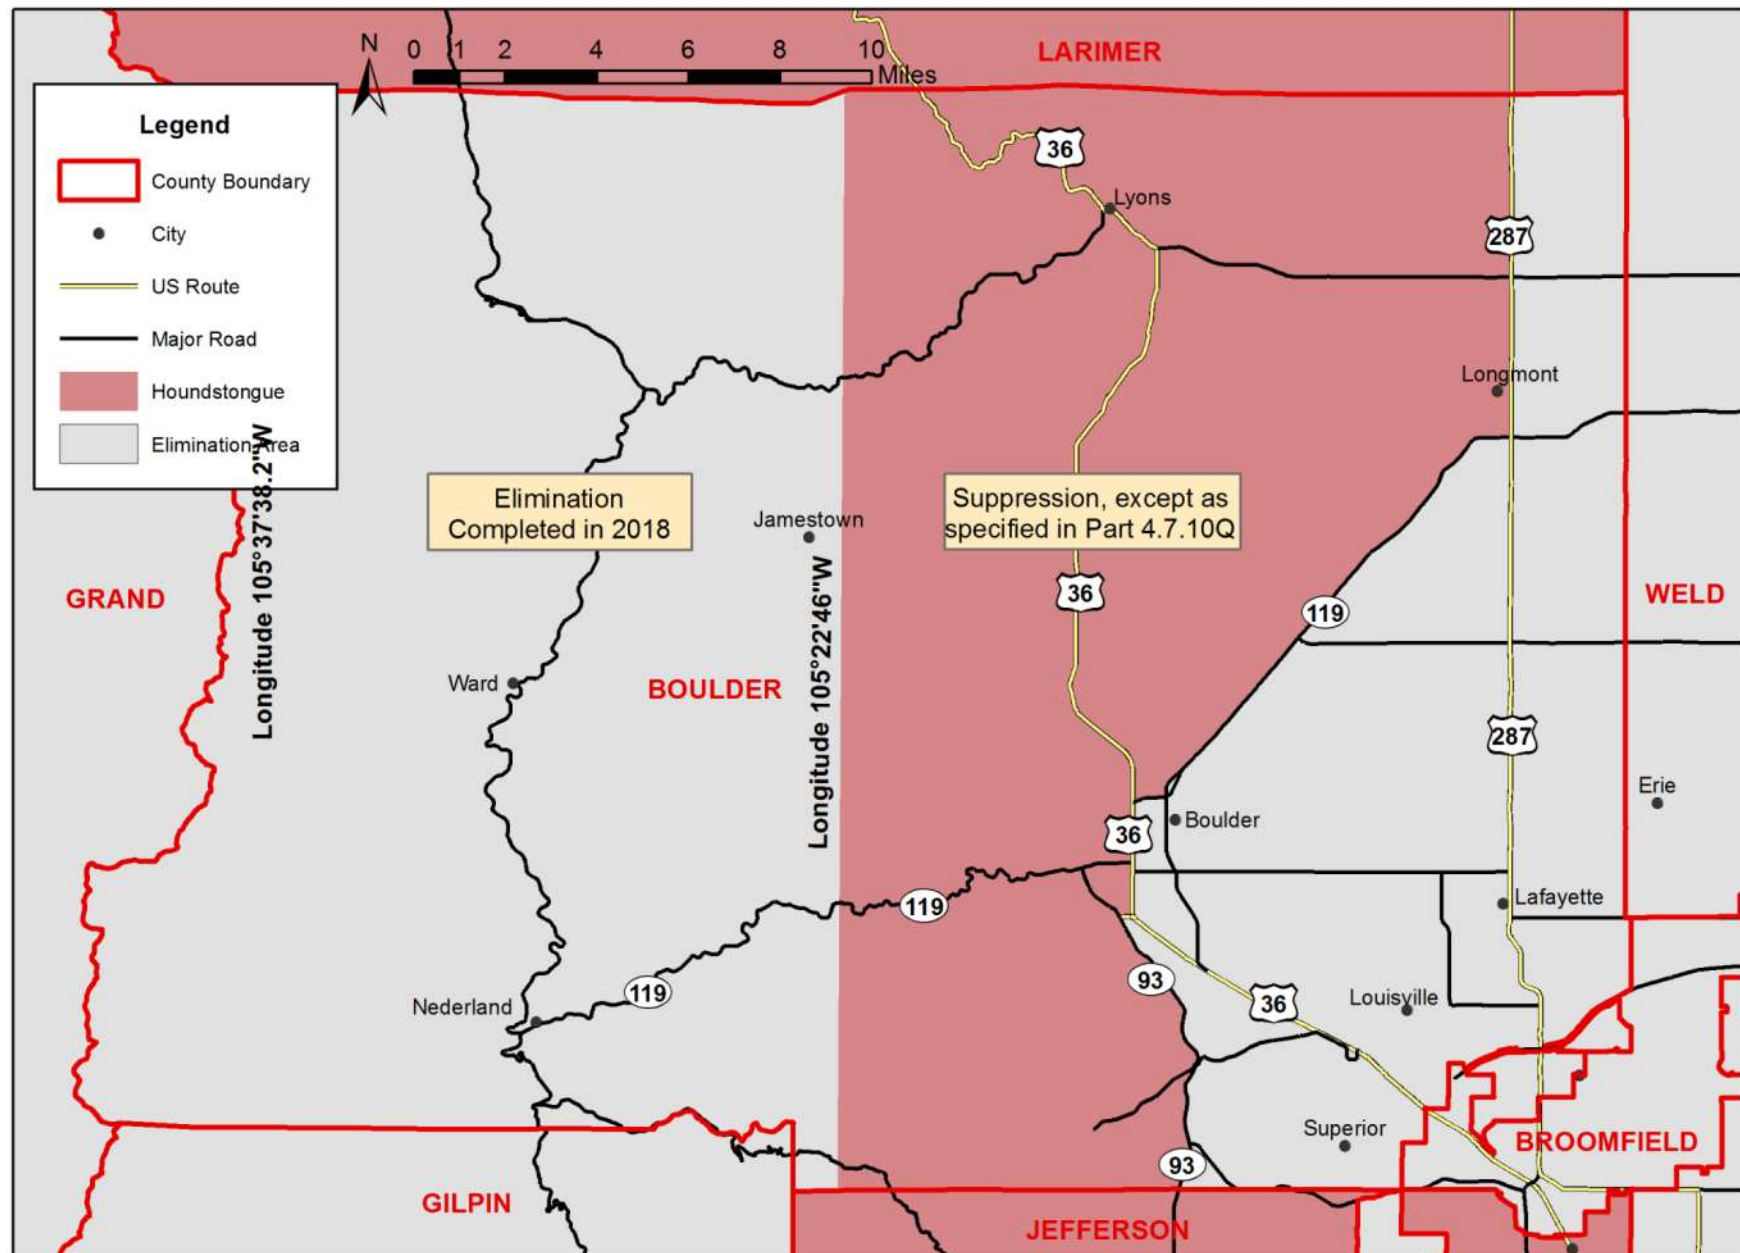 N
0 1 2 4 6 8 10
Miles
LARIMER
Legend
County Boundary
City
US Route
Major Road
Houndstongue
Elimination Area
36
Lyons
287
Longmont
Elimination
Completed in 2018
Suppression, except as
specified in Part 4.7.10Q
Jamestown
Longitude 105°37'38.2"W
Longitude 105°22'46"W
GRAND
36
119
WELD
Ward
BOULDER
287
Erie
36
Boulder
119
Lafayette
93
119
Nederland
36
Louisville
Superior
BROOMFIELD
93
GILPIN
JEFFERSON